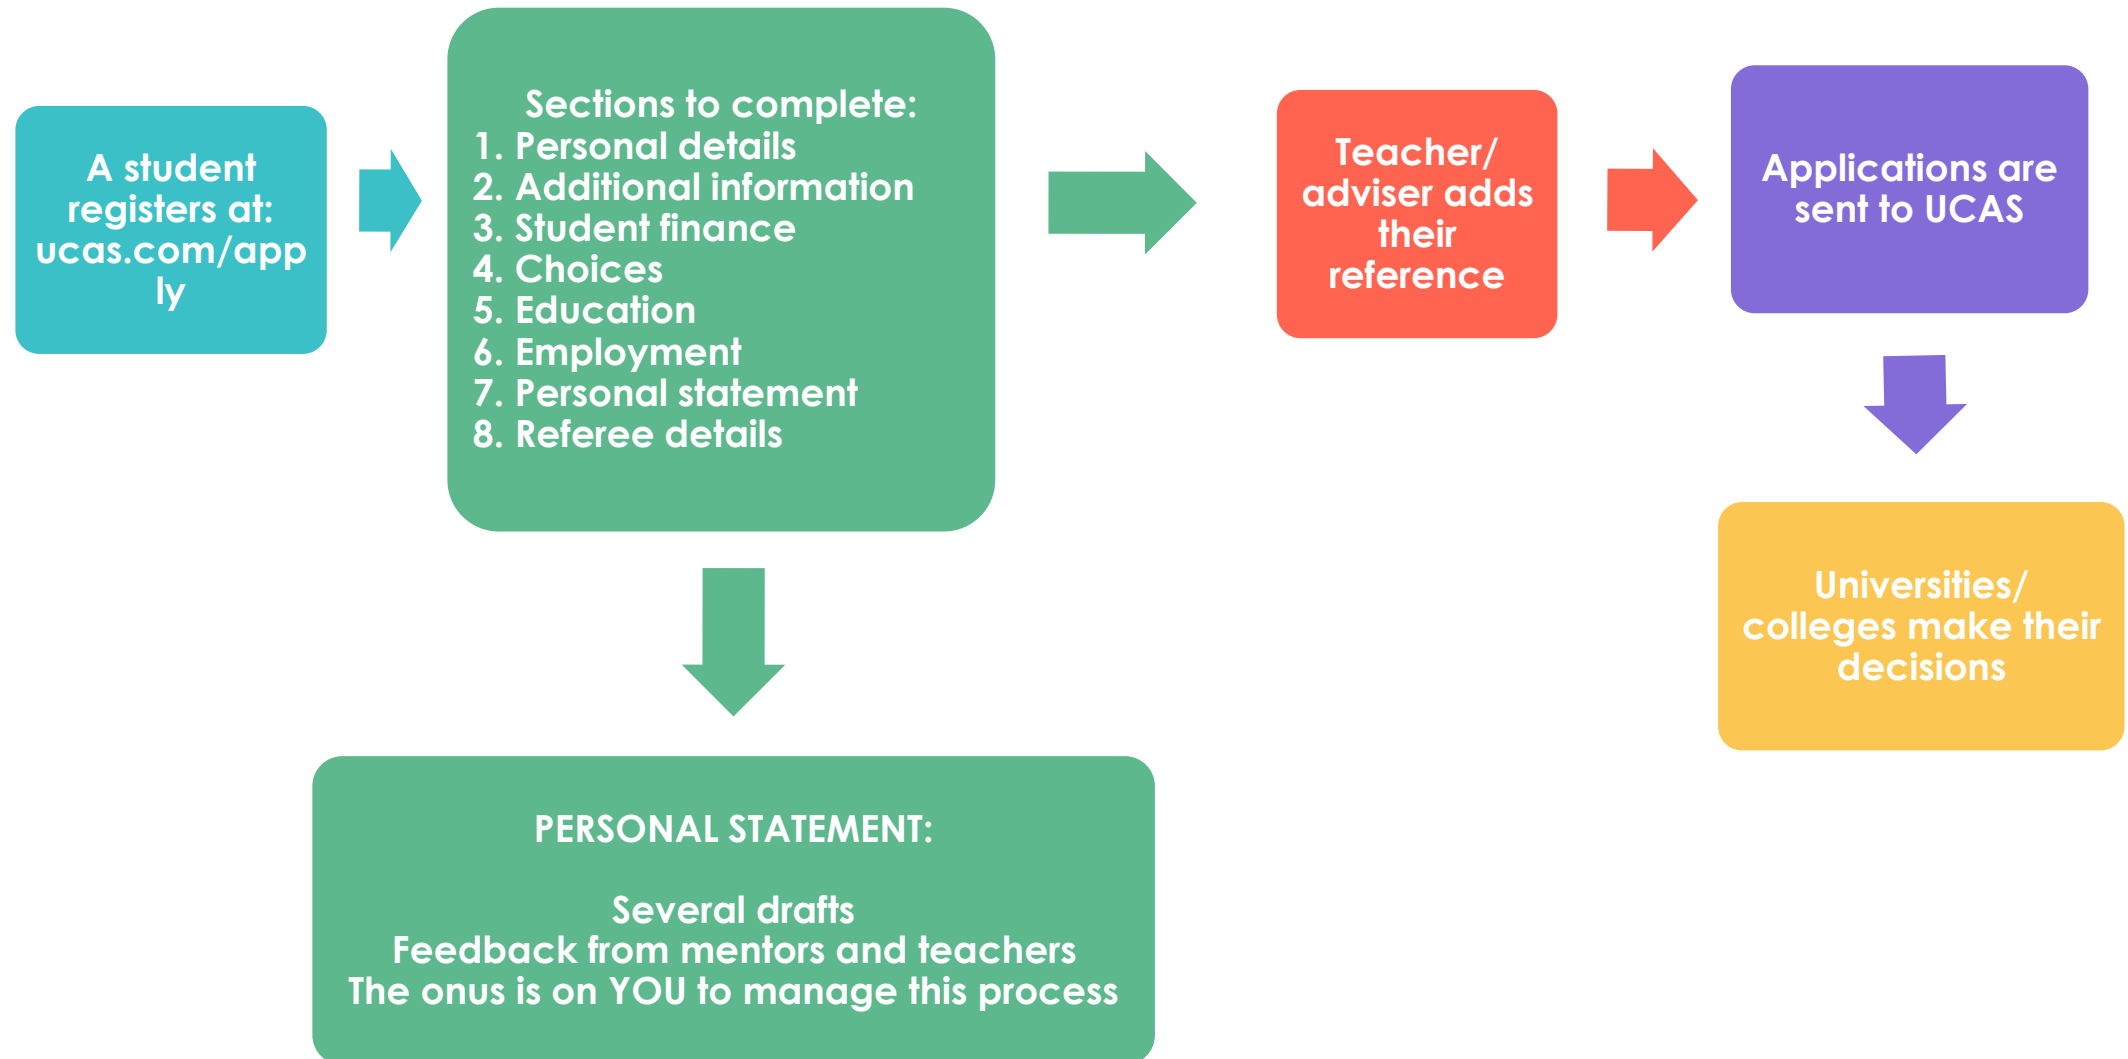 A student
registers at:
ucas.com/app
ly
Sections to complete:
1. Personal details
2. Additional information
3. Student finance
4. Choices
5. Education
6. Employment
7. Personal statement
8. Referee details
Teacher/
adviser adds
their
reference
Applications are
sent to UCAS
Universities/
colleges make their
decisions
PERSONAL STATEMENT:
Several drafts
Feedback from mentors and teachers
The onus is on YOU to manage this process